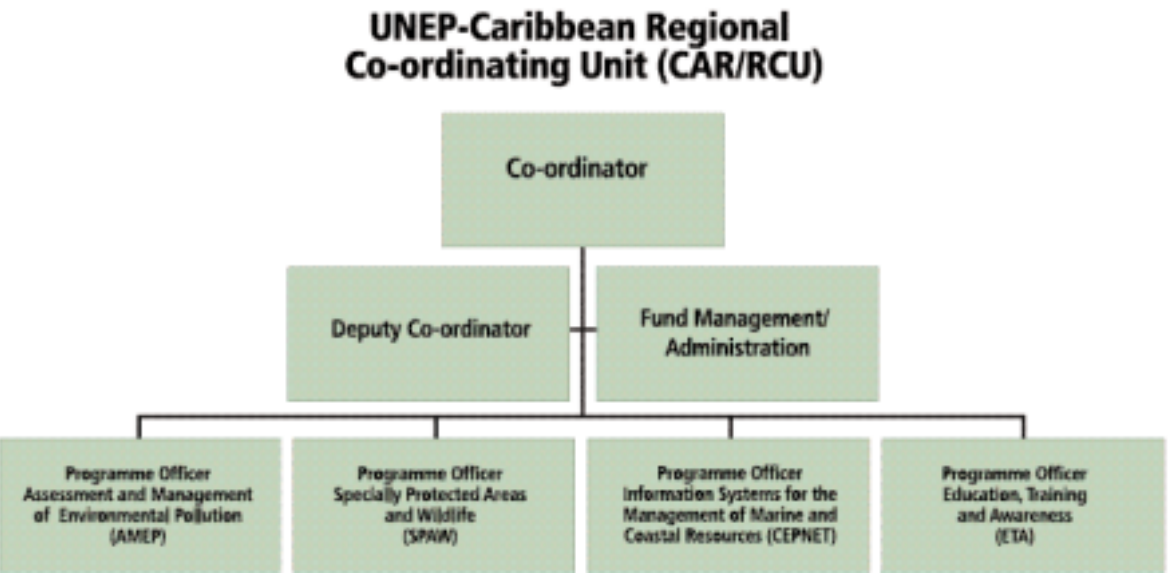 UNEP-Caribbean Regional
Co-ordinating Unit (CAR/RCU)
Co-ordinator
Deputy Co-ordinator
Fund Management/
Administration
Programme Officer
Assessment and Management
of Environmental Pollution
(AMEP)
Programme Officer
Specially Protected Areas
and Wildlife
(SPAW)
Programme Officer
Information Systems for the
Management of Marine and
Coastal Resources (CEPNET)
Programme Officer
Education, Training
and Awareness
(ETA)